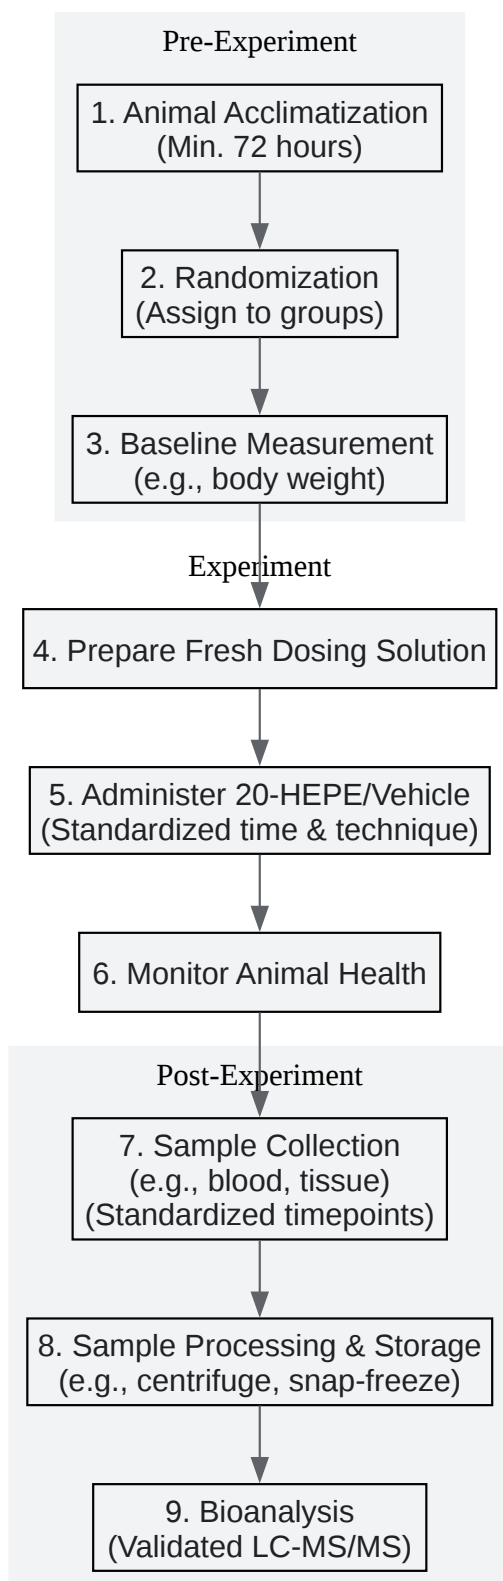 Pre-Experiment
1. Animal Acclimatization
(Min. 72 hours)
2. Randomization
(Assign to groups)
3. Baseline Measurement
(e.g., body weight)
Experiment
4. Prepare Fresh Dosing Solution
5. Administer 20-HEPE/Vehicle
(Standardized time & technique)
6. Monitor Animal Health
Post-Experiment
7. Sample Collection
(e.g., blood, tissue)
(Standardized timepoints)
8. Sample Processing & Storage
(e.g., centrifuge, snap-freeze)
9. Bioanalysis
(Validated LC-MS/MS)